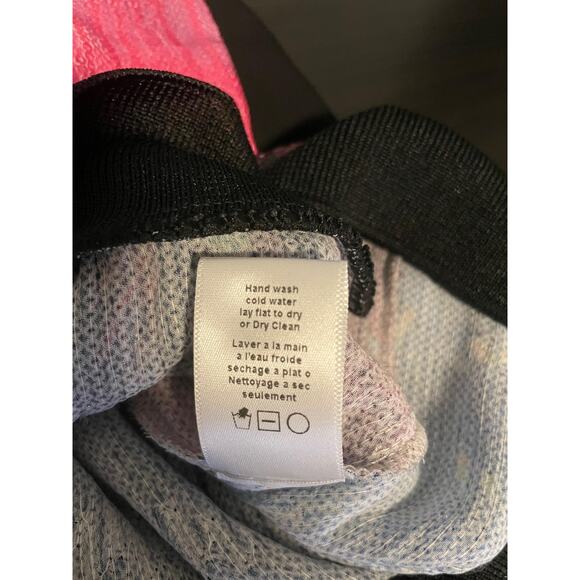 Hand wash
cold water
lay flat to dry
or Dry Clean
Laver a la main
a l'eau froide
sechage a plat o
Nettoyage a sec
seulement